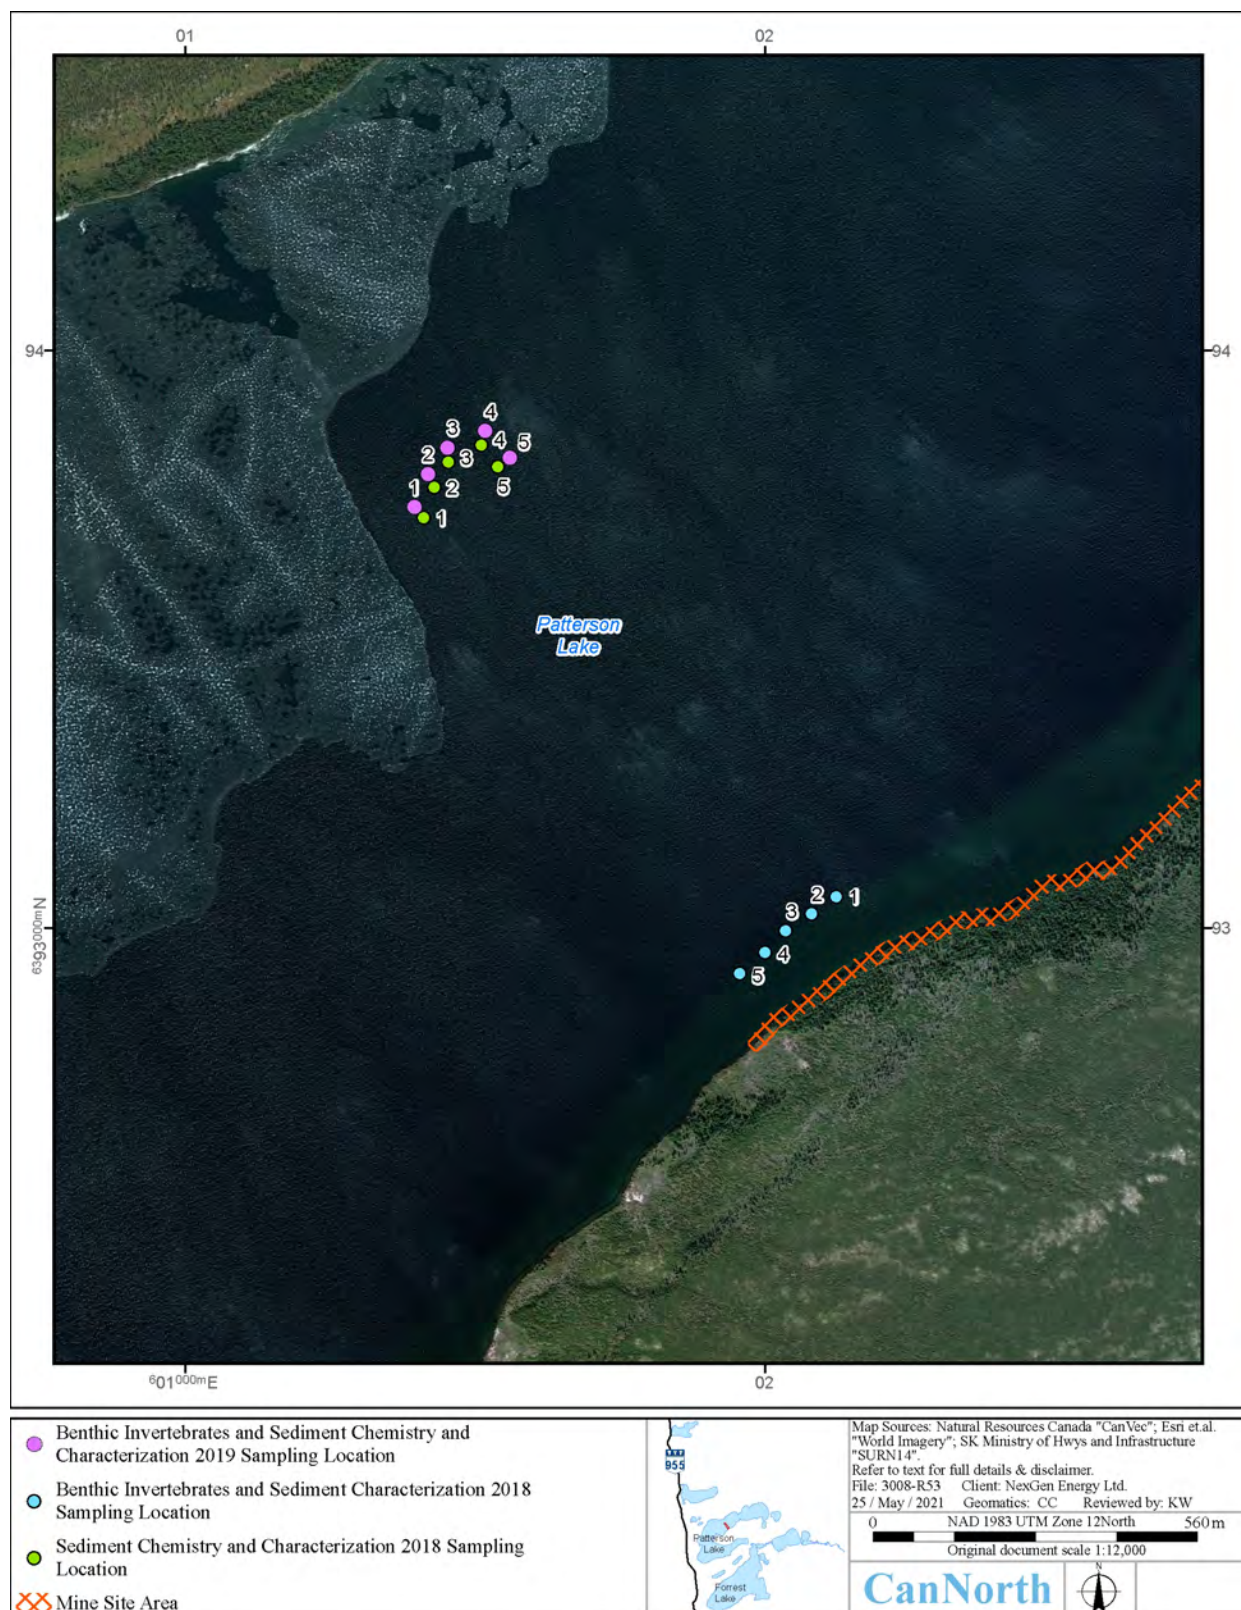 01 02
94 94
4
3 4 5
2 3
1 2 5
1
Patterson
Lake
2 1
3
4
5
93 93
6393000mN
601000mE 02
Benthic Invertebrates and Sediment Chemistry and
Characterization 2019 Sampling Location
Benthic Invertebrates and Sediment Characterization 2018
Sampling Location
Sediment Chemistry and Characterization 2018 Sampling
Location
Mine Site Area
955
Patterson
Lake
Forrest
Lake
Map Sources: Natural Resources Canada "CanVec"; Esri et.al.
"World Imagery"; SK Ministry of Hwys and Infrastructure
"SURN14".
Refer to text for full details & disclaimer.
File: 3008-R53 Client: NexGen Energy Ltd.
25 / May / 2021 Geomatics: CC Reviewed by: KW
0 NAD 1983 UTM Zone 12North 560 m
Original document scale 1:12,000
CanNorth